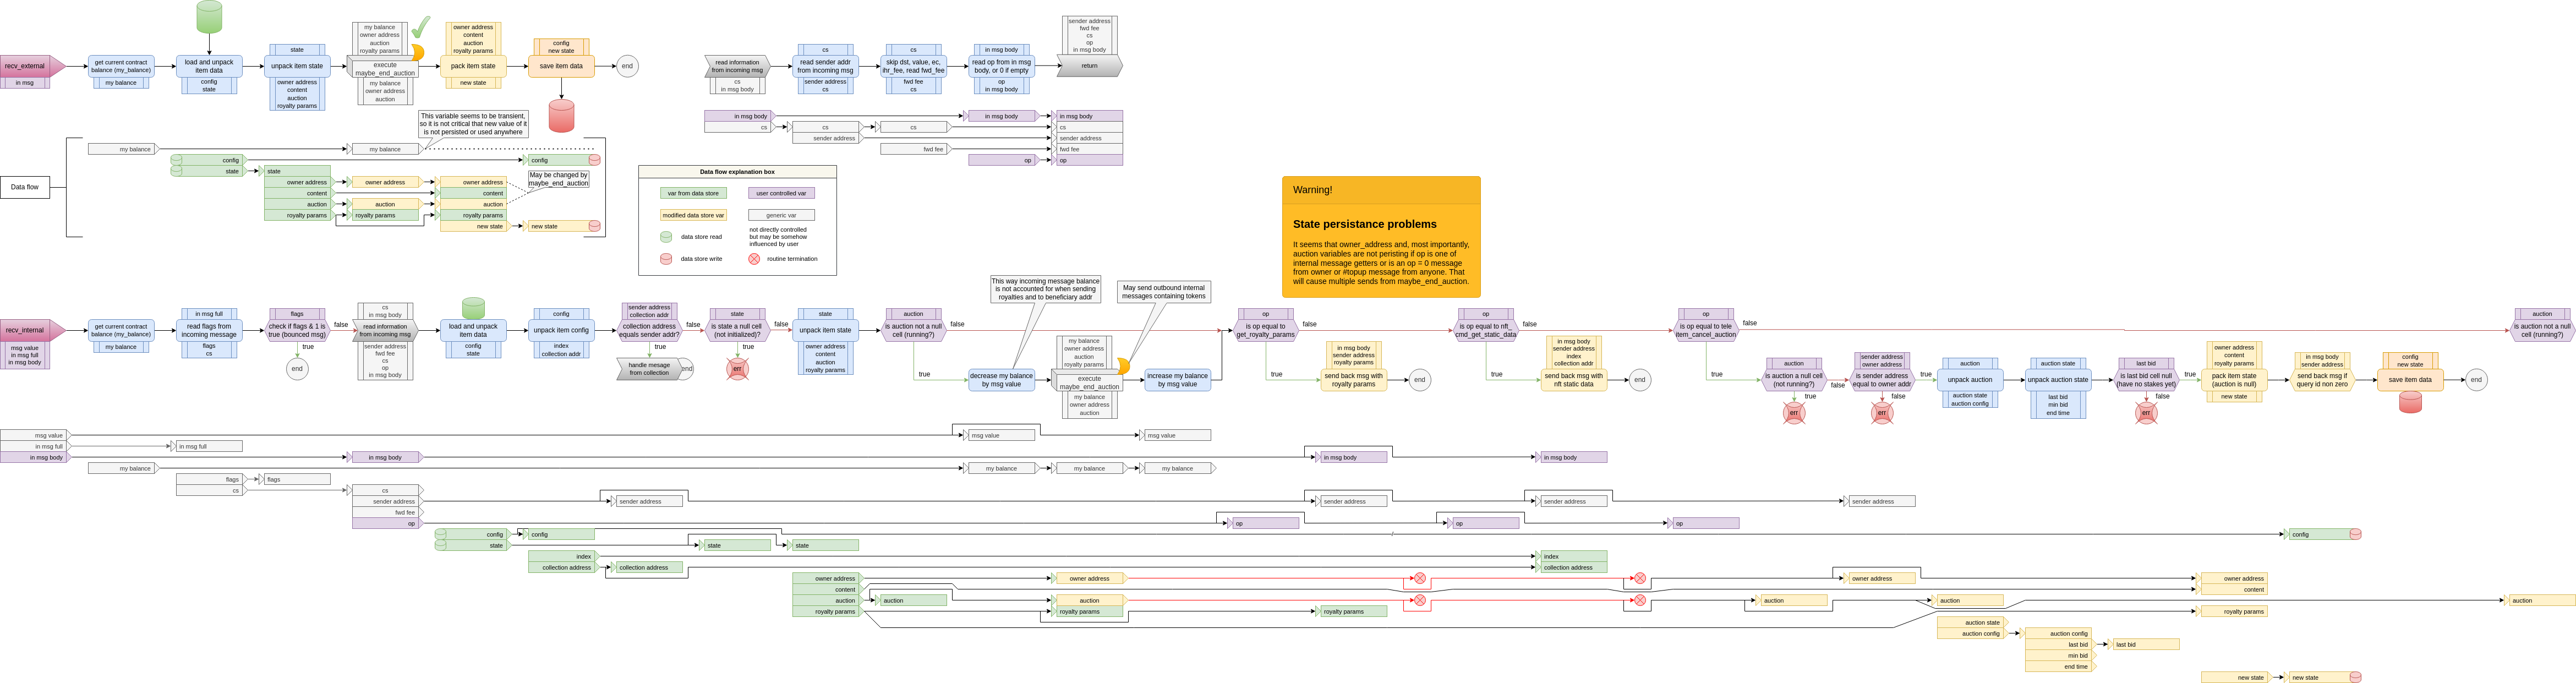 recv_external
in msg
get current contract
balance (my_balance)
my balance
load and unpack
item data
config
state
state
unpack item state
owner address
content
auction
royalty params
my balance
owner address
auction
royalty params
execute
maybe_end_auction
my balance
owner address
auction
owner address
content
auction
royalty params
pack item state
new state
config
new state
save item data
end
read information
from incoming msg
cs
in msg body
cs
read sender addr
from incoming msg
sender address
cs
cs
skip dst, value, ec,
ihr_fee, read fwd_fee
fwd fee
cs
in msg body
read op from in msg
body, or 0 if empty
op
in msg body
sender address
fwd fee
cs
op
in msg body
return
in msg body
in msg body
in msg body
cs
cs
cs
cs
sender address
sender address
fwd fee
fwd fee
op
op
This variable seems to be transient,
so it is not critical that new value of it
is not persisted or used anywhere
Data flow
my balance
my balance
config
config
state
state
owner address
owner address
owner address
content
content
auction
auction
auction
royalty params
royalty params
royalty params
new state
new state
May be changed by
maybe_end_auction
Data flow explanation box
var from data store
user controlled var
modified data store var
generic var
data store read
not directly controlled
but may be somehow
influenced by user
data store write
routine termination
Warning!
State persistance problems
It seems that owner_address and, most importantly,
auction variables are not peristing if op is one of
internal message getters or is an op = 0 message
from owner or #topup message from anyone. That
will cause multiple sends from maybe_end_auction.
recv_internal
msg value
in msg full
in msg body
get current contract
balance (my_balance)
my balance
in msg full
read flags from
incoming message
flags
cs
flags
check if flags & 1 is
true (bounced msg)
false
true
end
cs
in msg body
read information
from incoming msg
sender address
fwd fee
cs
op
in msg body
load and unpack
item data
config
state
config
unpack item config
index
collection addr
sender address
collection addr
collection address
equals sender addr?
false
true
handle mesage
from collection
end
state
is state a null cell
(not initialized)?
false
true
err
state
unpack item state
owner address
content
auction
royalty params
auction
is auction not a null
cell (running?)
false
true
This way incoming message balance
is not accounted for when sending
royalties and to beneficiary addr
decrease my balance
by msg value
my balance
owner address
auction
royalty params
execute
maybe_end_auction
my balance
owner address
auction
May send outbound internal
messages containing tokens
increase my balance
by msg value
op
is op equal to
get_royalty_params
false
true
in msg body
sender address
royalty params
send back msg with
royalty params
end
op
is op equal to nft_
cmd_get_static_data
false
true
in msg body
sender address
index
collection addr
send back msg with
nft static data
end
op
is op equal to tele
item_cancel_auction
false
true
auction
is auction a null cell
(not running?)
false
true
err
sender address
owner address
is sender address
equal to owner addr
true
false
err
auction
unpack auction
auction state
auction config
auction state
unpack auction state
last bid
min bid
end time
last bid
is last bid cell null
(have no stakes yet)
true
false
err
owner address
content
royalty params
pack item state
(auction is null)
new state
in msg body
sender address
send back msg if
query id non zero
config
new state
save item data
end
auction
is auction not a null
cell (running?)
msg value
msg value
msg value
in msg full
in msg full
in msg body
in msg body
in msg body
in msg body
my balance
my balance
my balance
my balance
flags
flags
cs
cs
sender address
sender address
sender address
sender address
sender address
fwd fee
op
op
op
op
config
config
config
state
state
state
index
index
collection address
collection address
collection address
owner address
owner address
owner address
owner address
content
content
auction
auction
auction
auction
auction
auction
royalty params
royalty params
royalty params
royalty params
auction state
auction config
auction config
last bid
last bid
min bid
end time
new state
new state